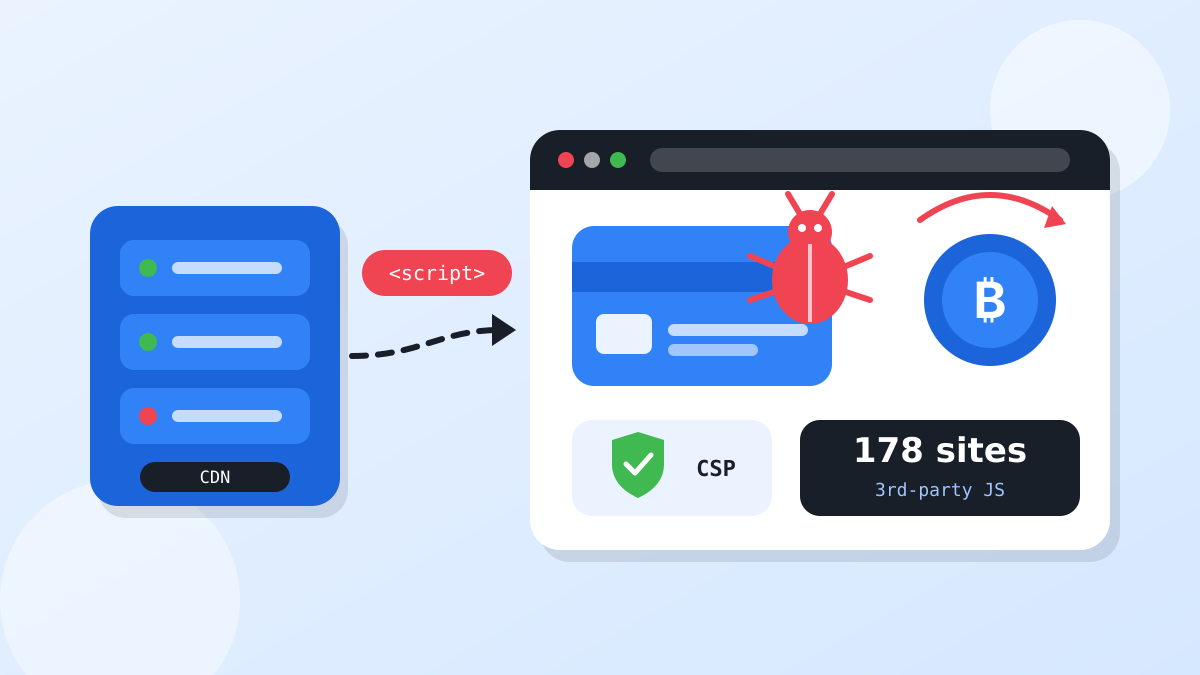 <script>
CDN
₿
CSP
178 sites
3rd-party JS